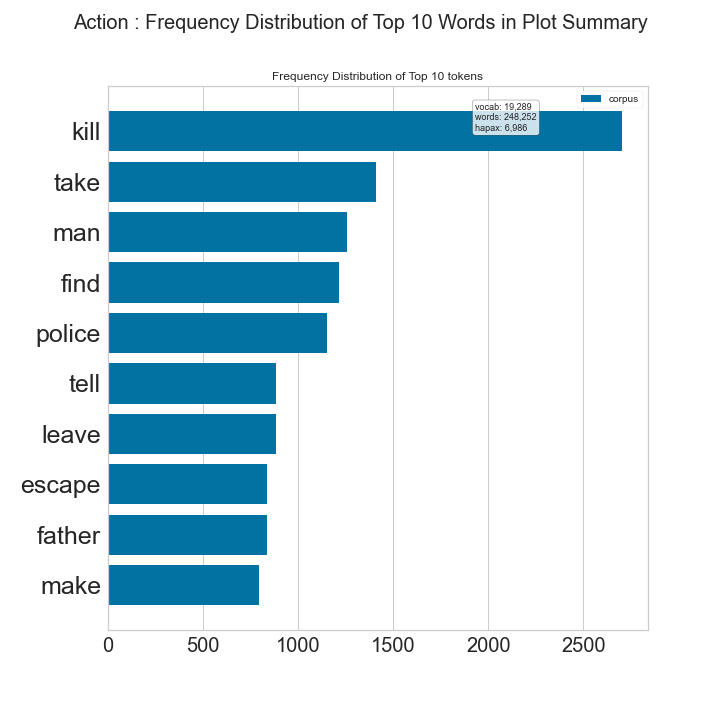 Action : Frequency Distribution of Top 10 Words in Plot Summary
Frequency Distribution of Top 10 tokens
corpus
vocab: 19,289
words: 248,252
hapax: 6,986
kill
take
man
find
police
tell
leave
escape
father
make
0 500 1000 1500 2000 2500